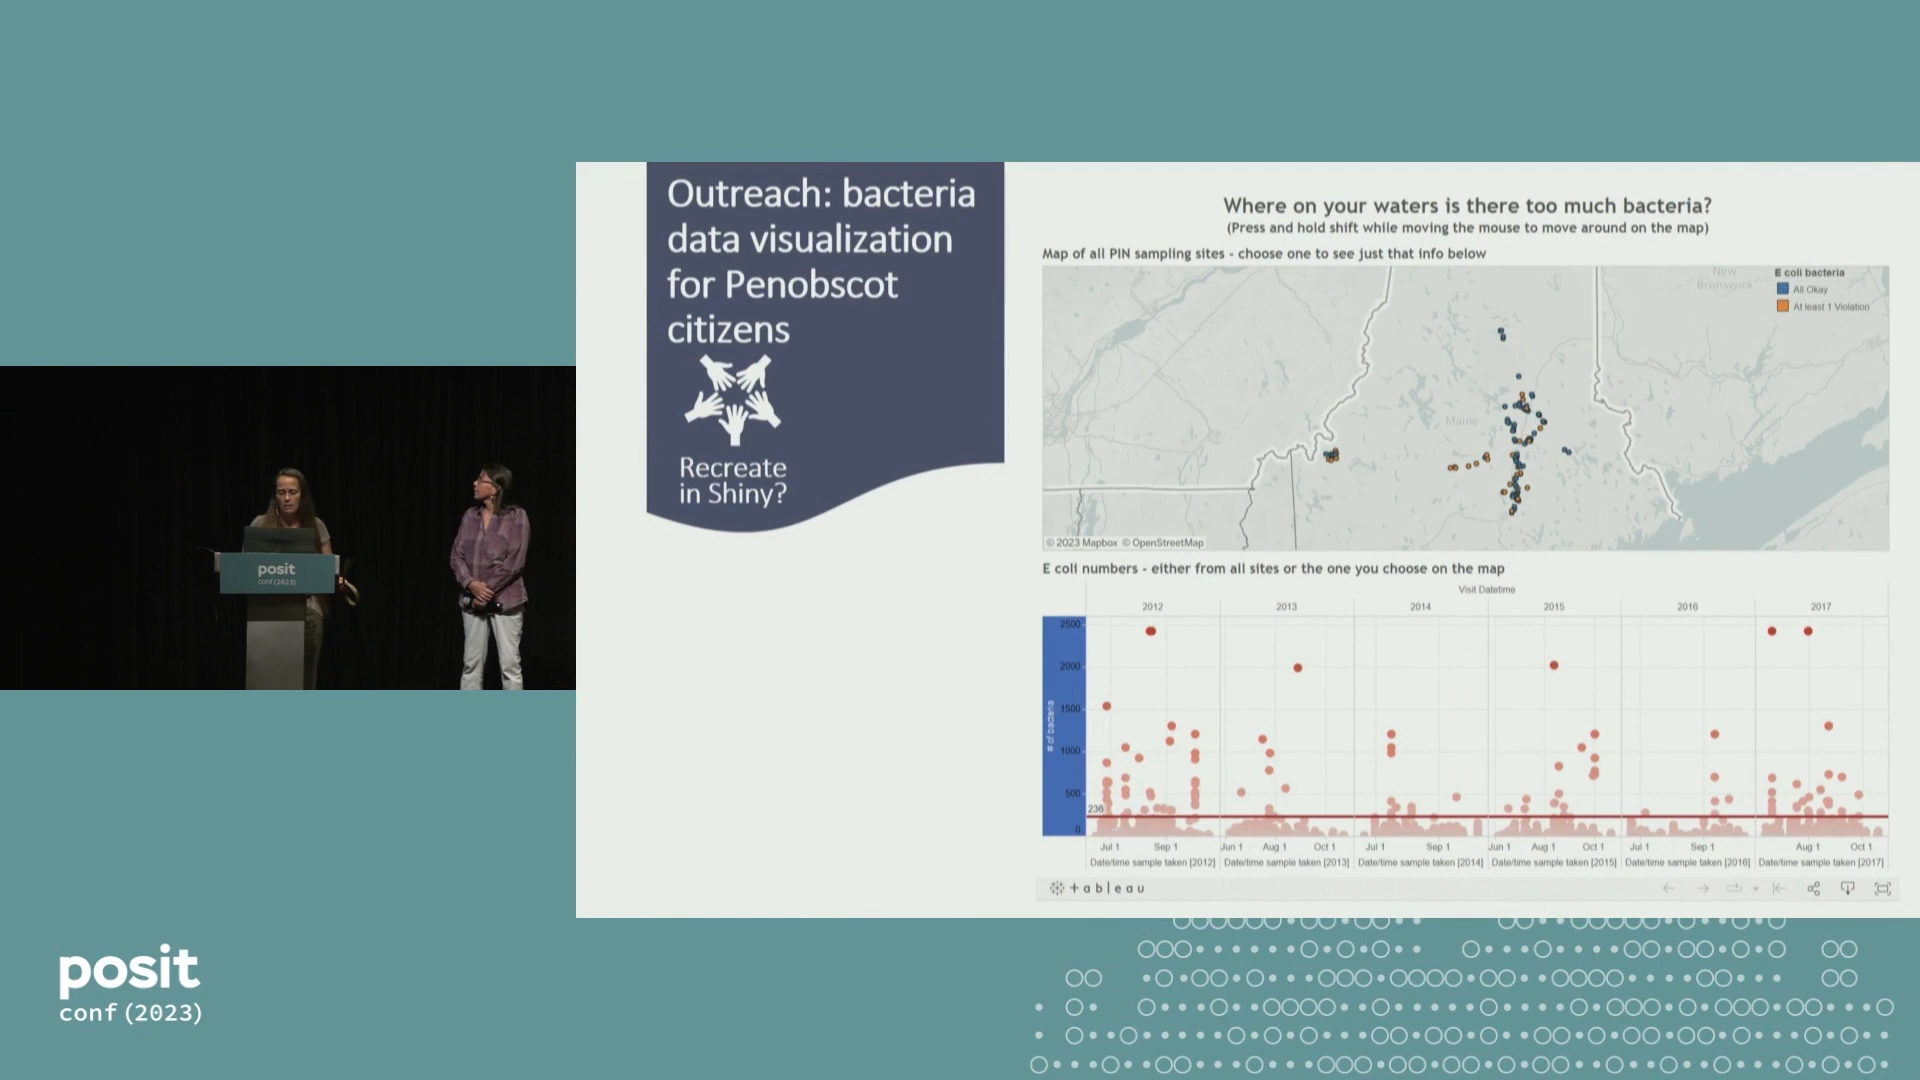 Outreach: bacteria
data visualization
for Penobscot
citizens
Recreate
in Shiny?
Where on your waters is there too much bacteria?
(Press and hold shift while moving the mouse to move around on the map)
Map of all PIN sampling sites - choose one to see just that info below
New
Brunswick
E coli bacteria
All Okay
At least 1 Violation
Maine
© 2023 Mapbox © OpenStreetMap
E coli numbers - either from all sites or the one you choose on the map
Visit Datetime
2012 2013 2014 2015 2016 2017
# of bacteria
2500
2000
1500
1000
500
236
0
Jul 1 Sep 1 Jun 1 Aug 1 Oct 1 Jul 1 Sep 1 Jun 1 Aug 1 Oct 1 Jul 1 Sep 1 Aug 1 Oct 1
Date/time sample taken [2012] Date/time sample taken [2013] Date/time sample taken [2014] Date/time sample taken [2015] Date/time sample taken [2016] Date/time sample taken [2017]
+ableau
posit
conf(2023)
posit
conf(2023)